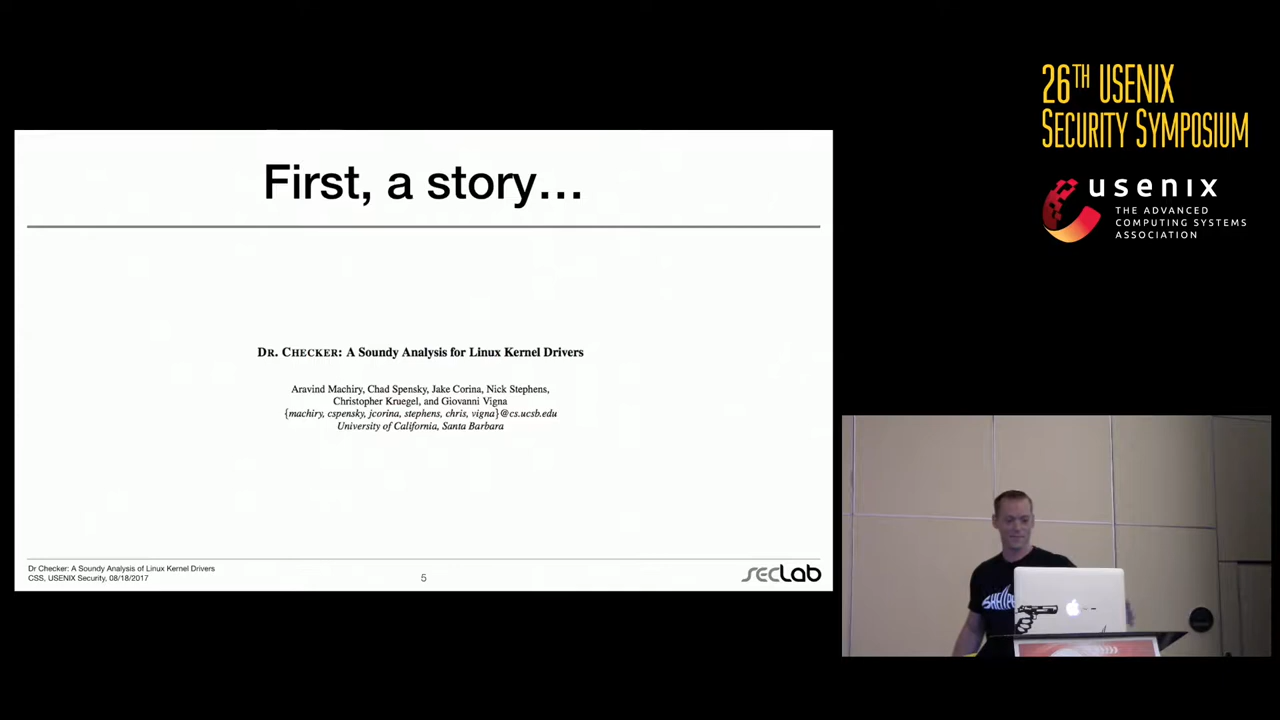 First, a story...
DR. CHECKER: A Soundy Analysis for Linux Kernel Drivers
Aravind Machiry, Chad Spensky, Jake Corina, Nick Stephens,
Christopher Kruegel, and Giovanni Vigna
{machiry, cspensky, jcorina, stephens, chris, vigna}@cs.ucsb.edu
University of California, Santa Barbara
Dr Checker: A Soundy Analysis of Linux Kernel Drivers
CSS, USENIX Security, 08/18/2017
5
secLab
26TH USENIX
SECURITY SYMPOSIUM
usenix
THE ADVANCED
COMPUTING SYSTEMS
ASSOCIATION